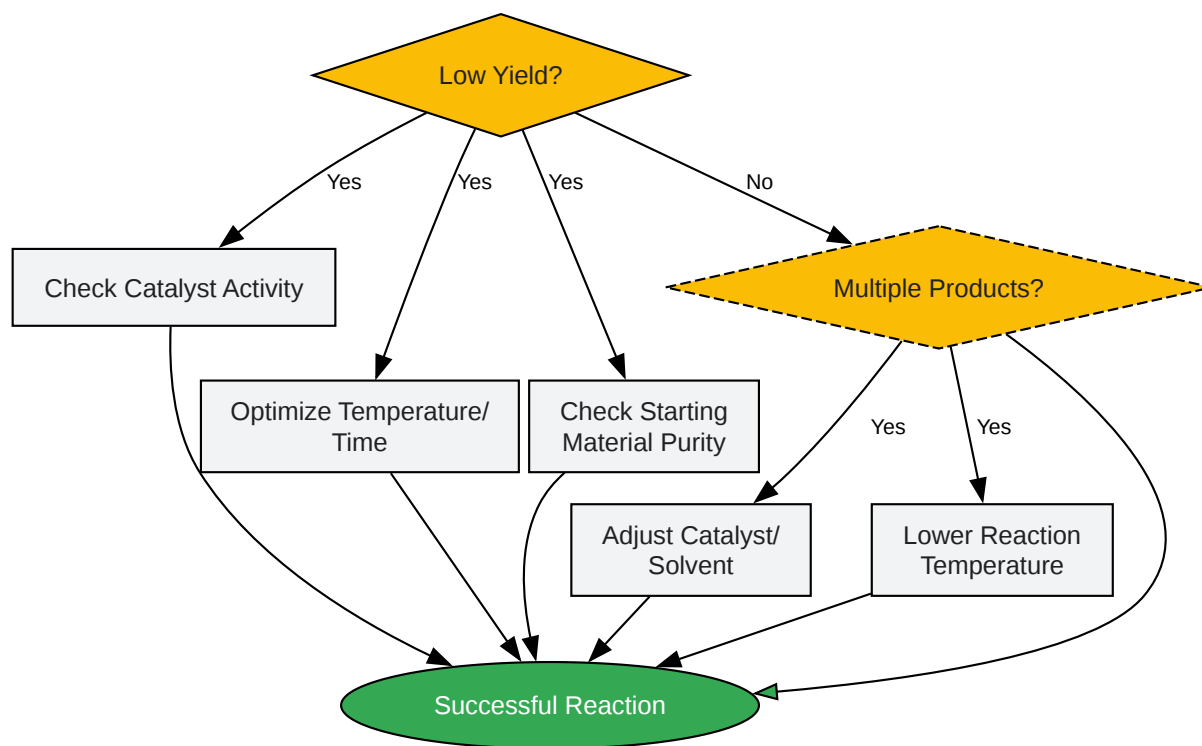 Low Yield?
Yes
Yes
Yes
No
Check Catalyst Activity
Multiple Products?
Optimize Temperature/
Time
Check Starting
Material Purity
Yes
Yes
Adjust Catalyst/
Solvent
Lower Reaction
Temperature
Successful Reaction